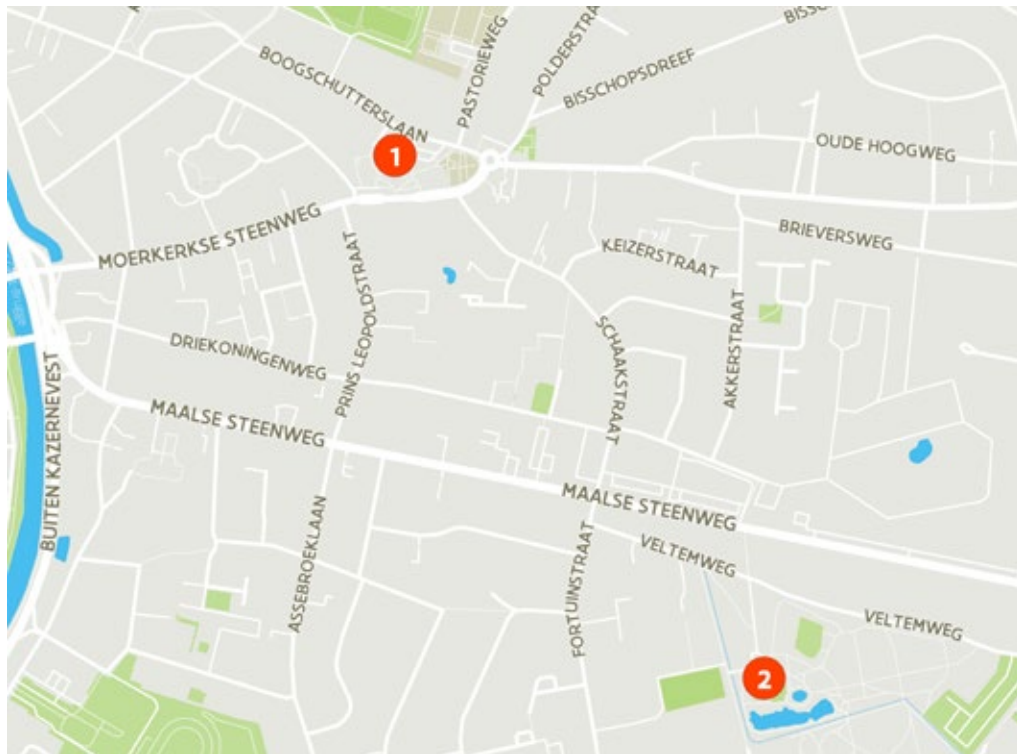 BOOGSCHUTTERSLAAN
PASTORIEWEG
POLDERSTRA
BISSCHOPSDREEF
BISS
1
OUDE HOOGWEG
MOERKERKSE STEENWEG
BRIEVERSWEG
KEIZERSTRAAT
PRINS LEOPOLDSTRAAT
SCHAAKSTRAAT
AKKERSTRAAT
DRIEKONINGENWEG
MAALSE STEENWEG
BUITEN KAZERNEVEST
ASSEBROEKLAAN
MAALSE STEENWEG
FORTUINSTRAAT
VELTEMWEG
VELTEMWEG
2